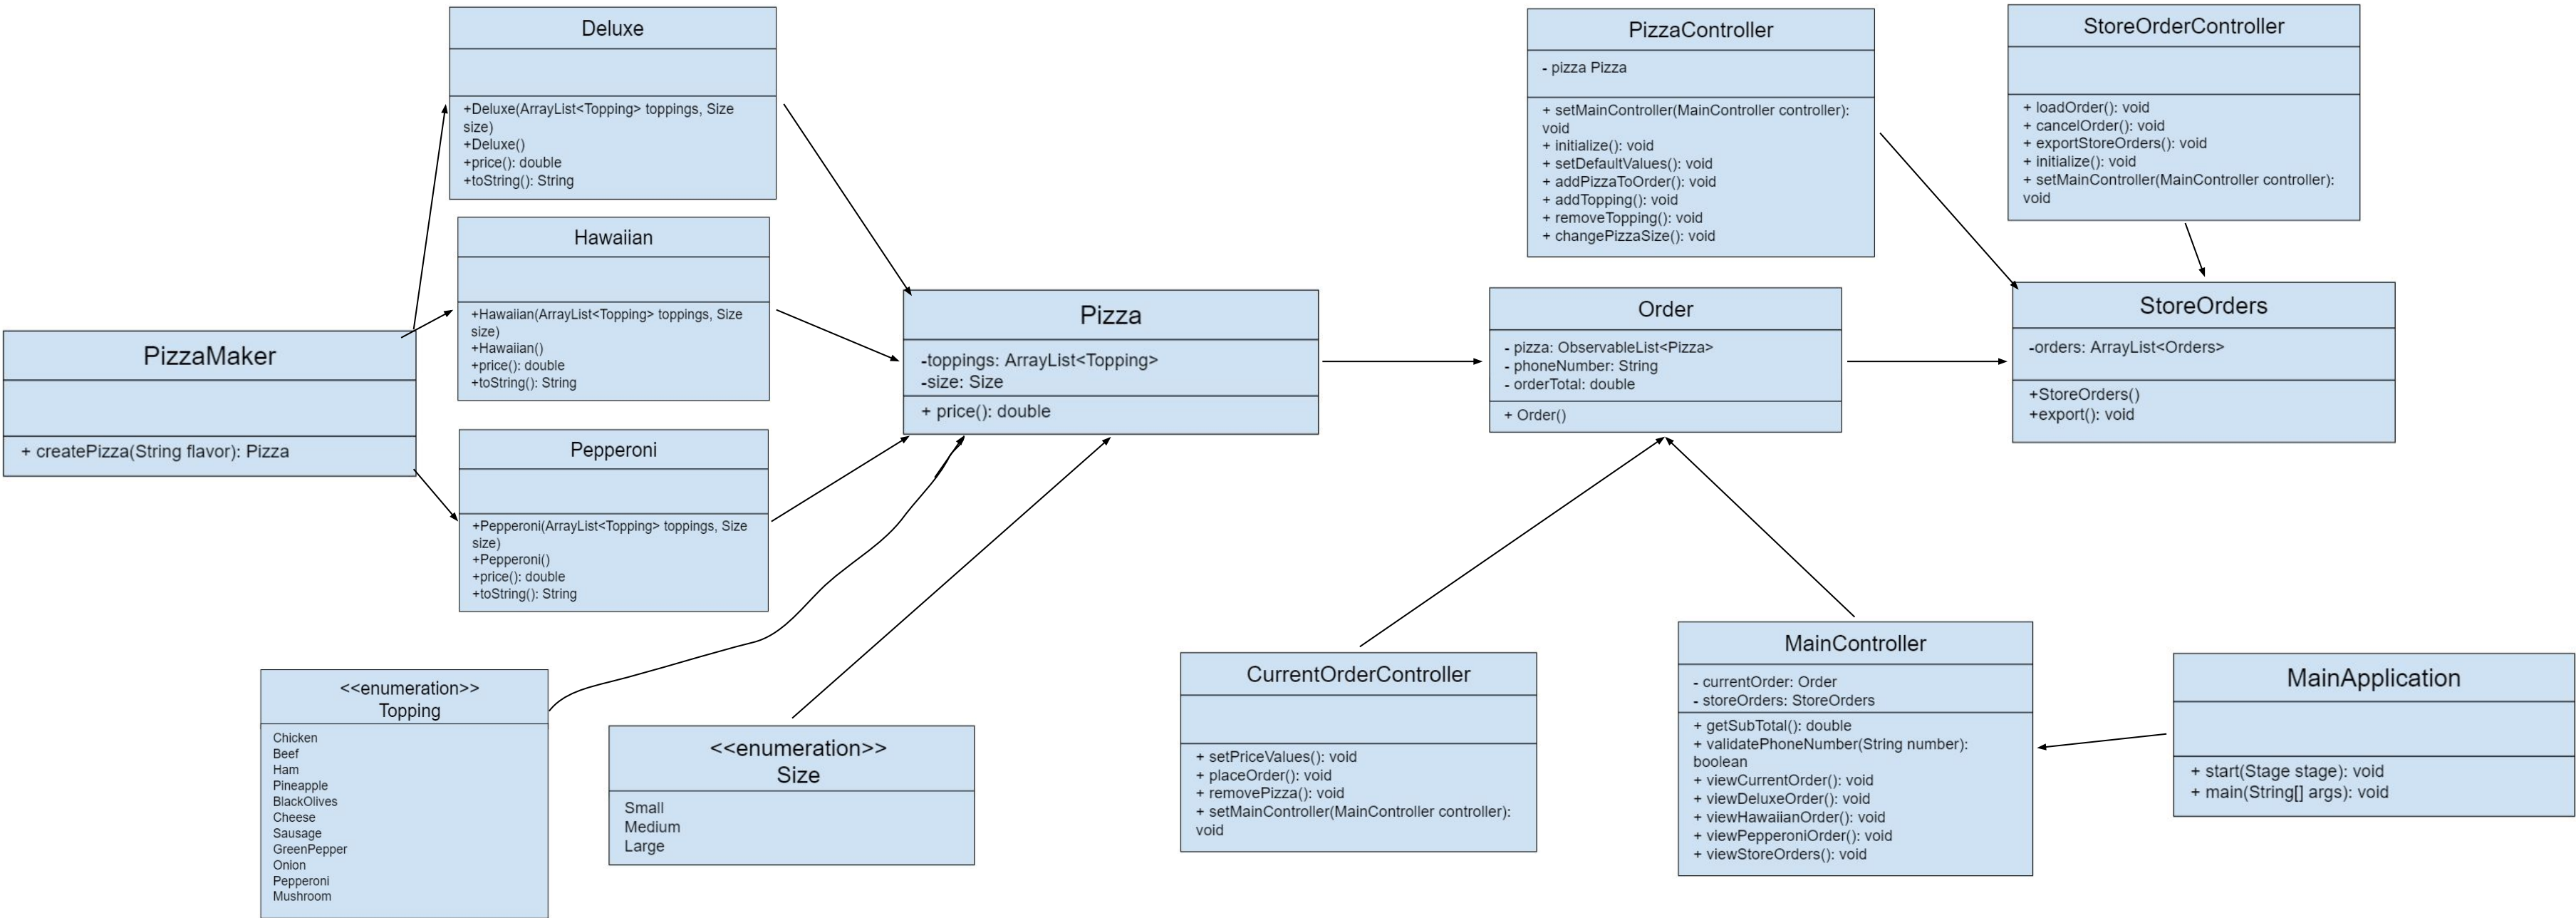 Deluxe
+Deluxe(ArrayList<Topping> toppings, Size
size)
+Deluxe()
+price(): double
+toString(): String
Hawaiian
+Hawaiian(ArrayList<Topping> toppings, Size
size)
+Hawaiian()
+price(): double
+toString(): String
PizzaMaker
+ createPizza(String flavor): Pizza
Pepperoni
+Pepperoni(ArrayList<Topping> toppings, Size
size)
+Pepperoni()
+price(): double
+toString(): String
<<enumeration>>
Topping
Chicken
Beef
Ham
Pineapple
BlackOlives
Cheese
Sausage
GreenPepper
Onion
Pepperoni
Mushroom
<<enumeration>>
Size
Small
Medium
Large
Pizza
-toppings: ArrayList<Topping>
-size: Size
+ price(): double
PizzaController
- pizza Pizza
+ setMainController(MainController controller):
void
+ initialize(): void
+ setDefaultValues(): void
+ addPizzaToOrder(): void
+ addTopping(): void
+ removeTopping(): void
+ changePizzaSize(): void
StoreOrderController
+ loadOrder(): void
+ cancelOrder(): void
+ exportStoreOrders(): void
+ initialize(): void
+ setMainController(MainController controller):
void
Order
- pizza: ObservableList<Pizza>
- phoneNumber: String
- orderTotal: double
+ Order()
StoreOrders
-orders: ArrayList<Orders>
+StoreOrders()
+export(): void
CurrentOrderController
+ setPriceValues(): void
+ placeOrder(): void
+ removePizza(): void
+ setMainController(MainController controller):
void
MainController
- currentOrder: Order
- storeOrders: StoreOrders
+ getSubTotal(): double
+ validatePhoneNumber(String number):
boolean
+ viewCurrentOrder(): void
+ viewDeluxeOrder(): void
+ viewHawaiianOrder(): void
+ viewPepperoniOrder(): void
+ viewStoreOrders(): void
MainApplication
+ start(Stage stage): void
+ main(String[] args): void